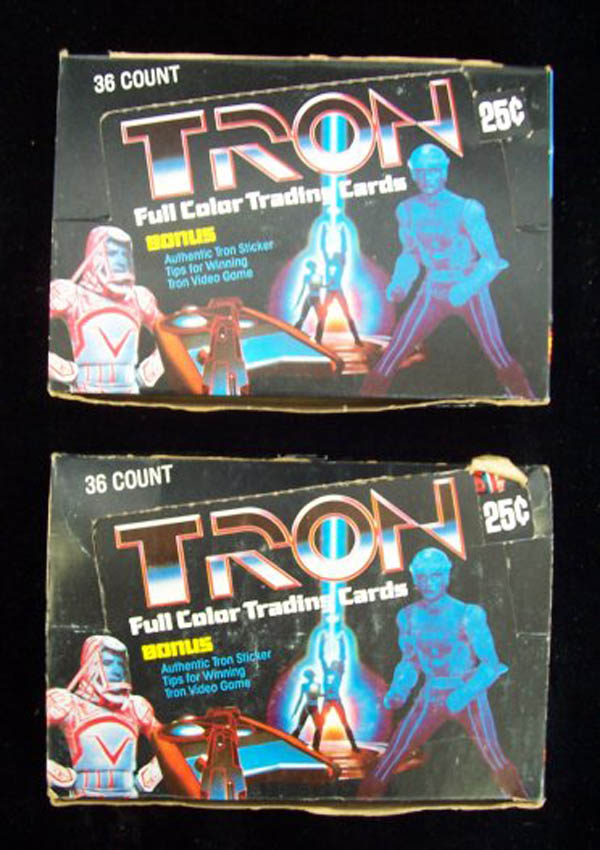 36 COUNT
TRON
25¢
Full Color Trading Cards
BONUS
Authentic Tron Sticker
Tips for Winning
Tron Video Game
36 COUNT
TRON
25¢
Full Color Trading Cards
BONUS
Authentic Tron Sticker
Tips for Winning
Tron Video Game